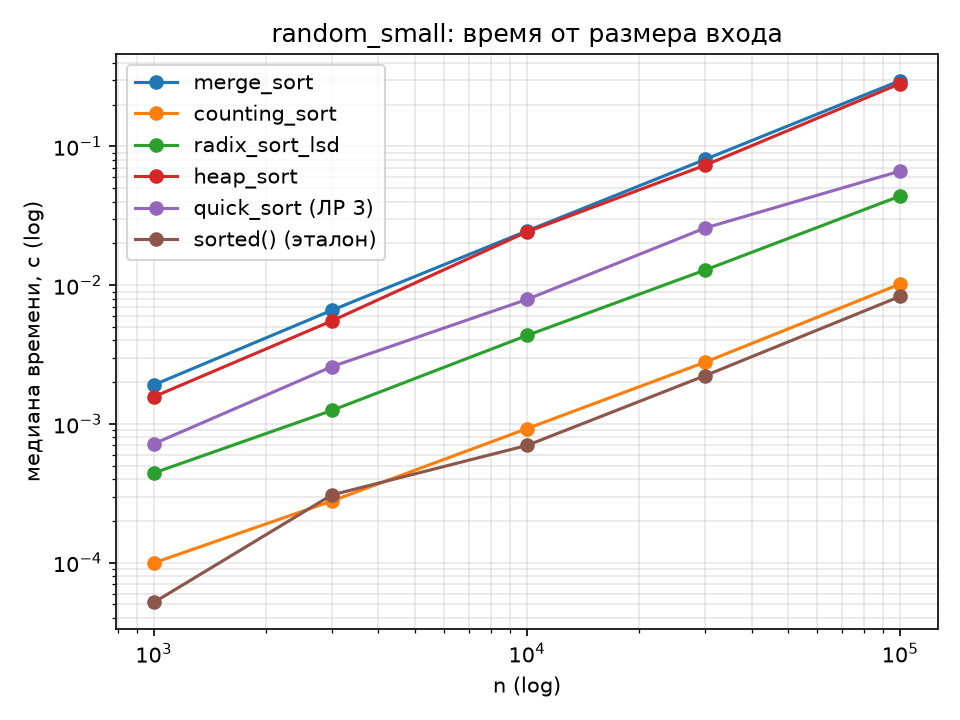 random_small: время от размера входа
merge_sort
counting_sort
radix_sort_lsd
heap_sort
quick_sort (ЛР 3)
sorted() (эталон)
медиана времени, с (log)
10⁻¹
10⁻²
10⁻³
10⁻⁴
10³
10⁴
10⁵
n (log)